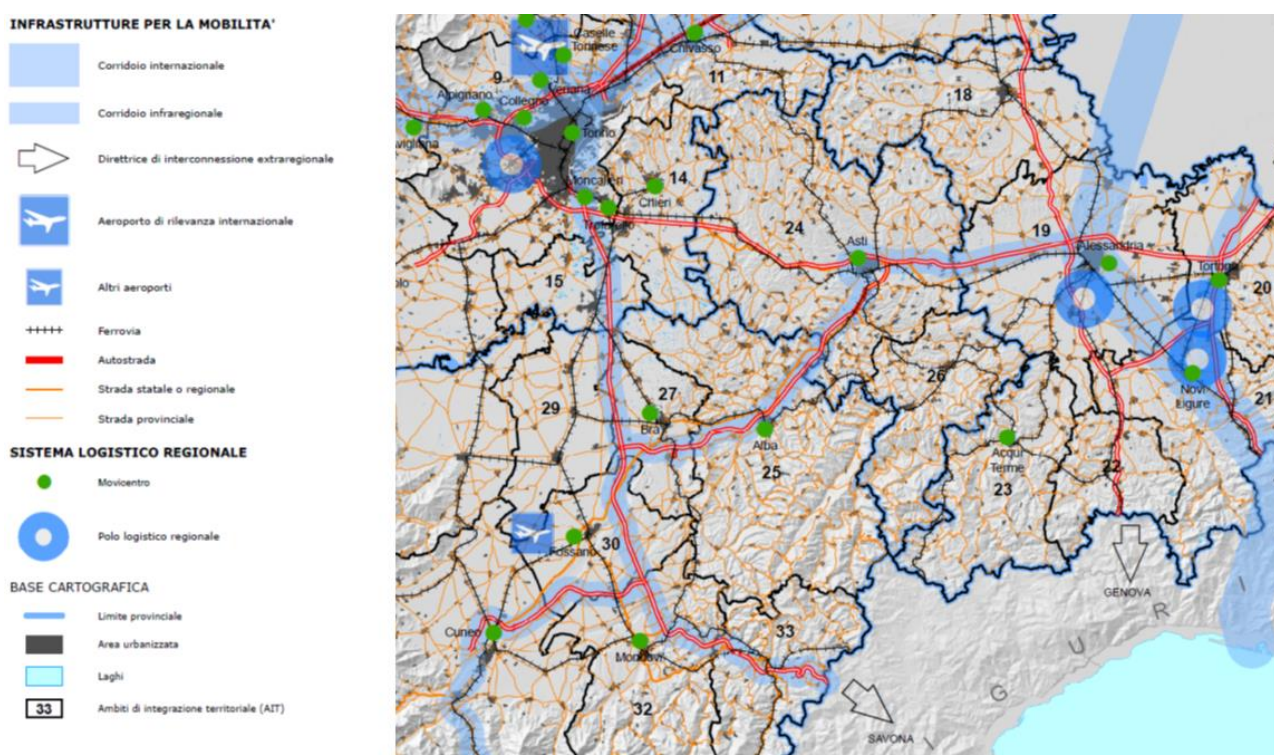 INFRASTRUTTURE PER LA MOBILITA'
Corridoio internazionale
Corridoio infraregionale
Direttrice di interconnessione extraregionale
Aeroporto di rilevanza internazionale
Altri aeroporti
Ferrovia
Autostrada
Strada statale o regionale
Strada provinciale
SISTEMA LOGISTICO REGIONALE
Movicentro
Polo logistico regionale
BASE CARTOGRAFICA
Limite provinciale
Area urbanizzata
Laghi
33 Ambiti di integrazione territoriale (AIT)
Caselle
Torinese
Chivasso
9
11
18
Alpignano
Collegno
Torino
Moncalieri
14
Chieri
24
19
Asti
Alessandria
Tortona
20
15
26
Novi
Ligure
21
27
29
Bra
Alba
25
Acqui
Terme
22
23
Fossano
30
GENOVA
Cuneo
33
32
SAVONA
L I G U R I